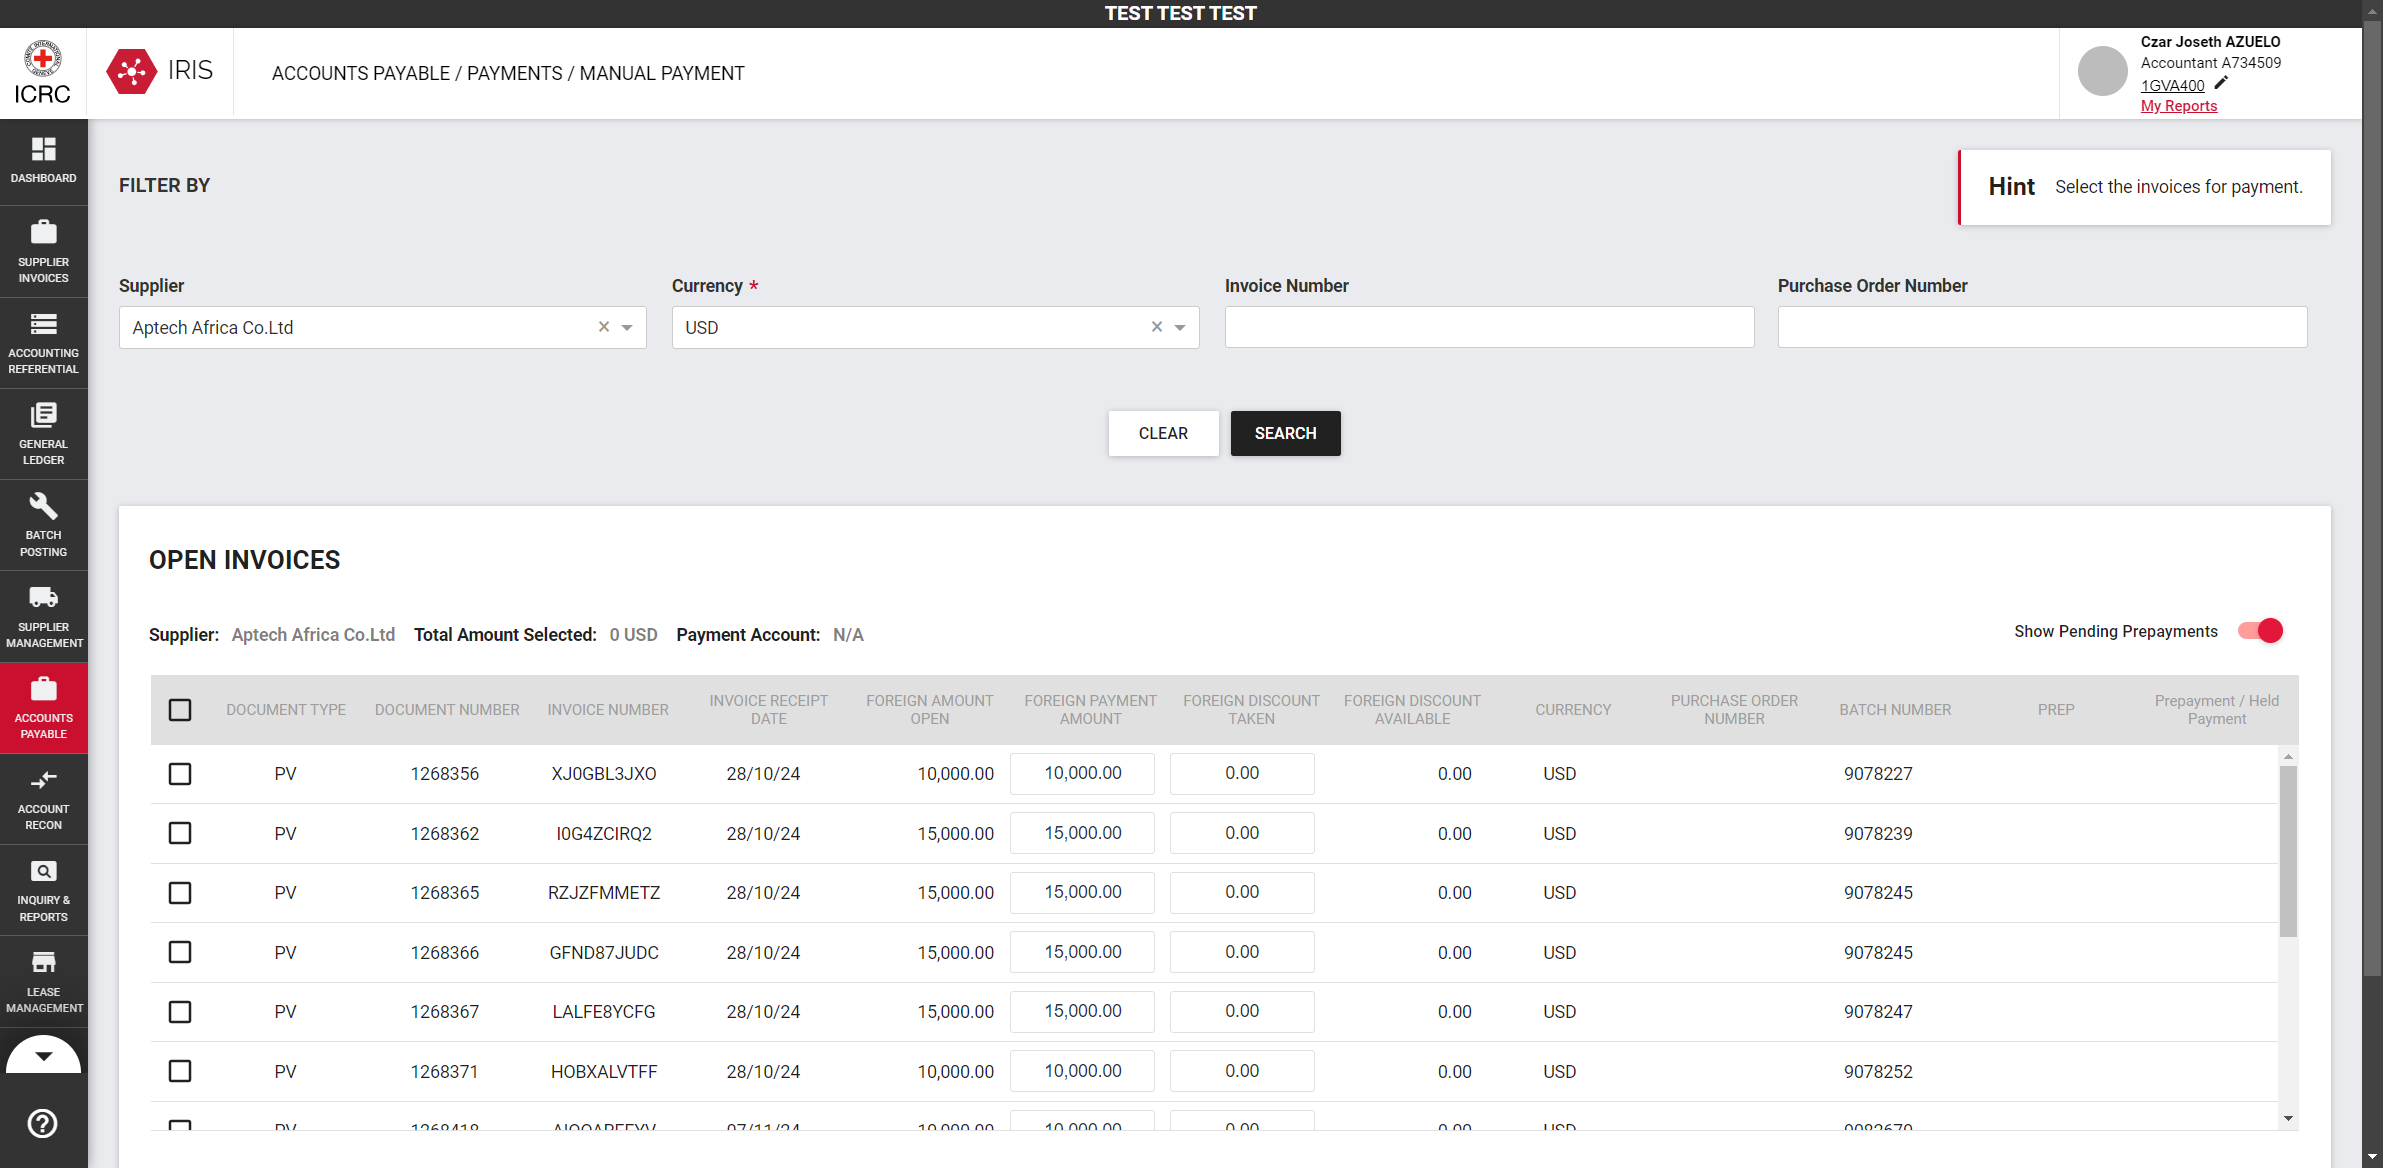 TEST TEST TEST
ICRC
IRIS
ACCOUNTS PAYABLE / PAYMENTS / MANUAL PAYMENT
Czar Joseth AZUELO
Accountant A734509
1GVA400
My Reports
DASHBOARD
SUPPLIER
INVOICES
ACCOUNTING
REFERENTIAL
GENERAL
LEDGER
BATCH
POSTING
SUPPLIER
MANAGEMENT
ACCOUNTS
PAYABLE
ACCOUNT
RECON
INQUIRY &
REPORTS
LEASE
MANAGEMENT
FILTER BY
Hint Select the invoices for payment.
Supplier Currency * Invoice Number Purchase Order Number
Aptech Africa Co.Ltd USD
CLEAR SEARCH
OPEN INVOICES
Supplier: Aptech Africa Co.Ltd Total Amount Selected: 0 USD Payment Account: N/A Show Pending Prepayments
DOCUMENT TYPE DOCUMENT NUMBER INVOICE NUMBER INVOICE RECEIPT DATE FOREIGN AMOUNT OPEN FOREIGN PAYMENT AMOUNT FOREIGN DISCOUNT TAKEN FOREIGN DISCOUNT AVAILABLE CURRENCY PURCHASE ORDER NUMBER BATCH NUMBER PREP Prepayment / Held Payment
PV 1268356 XJ0GBL3JXO 28/10/24 10,000.00 10,000.00 0.00 0.00 USD 9078227
PV 1268362 I0G4ZCIRQ2 28/10/24 15,000.00 15,000.00 0.00 0.00 USD 9078239
PV 1268365 RZJZFMMETZ 28/10/24 15,000.00 15,000.00 0.00 0.00 USD 9078245
PV 1268366 GFND87JUDC 28/10/24 15,000.00 15,000.00 0.00 0.00 USD 9078245
PV 1268367 LALFE8YCFG 28/10/24 15,000.00 15,000.00 0.00 0.00 USD 9078247
PV 1268371 HOBXALVTFF 28/10/24 10,000.00 10,000.00 0.00 0.00 USD 9078252